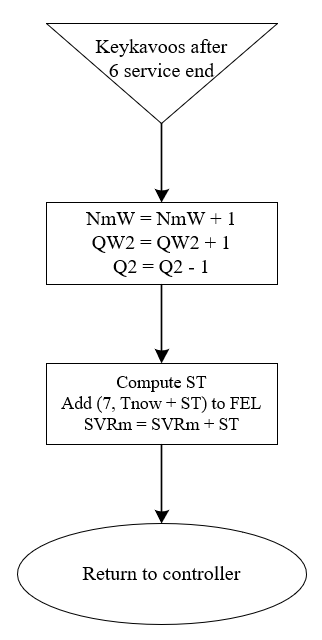 Keykavoos after
6 service end
NmW = NmW + 1
QW2 = QW2 + 1
Q2 = Q2 - 1
Compute ST
Add (7, Tnow + ST) to FEL
SVRm = SVRm + ST
Return to controller